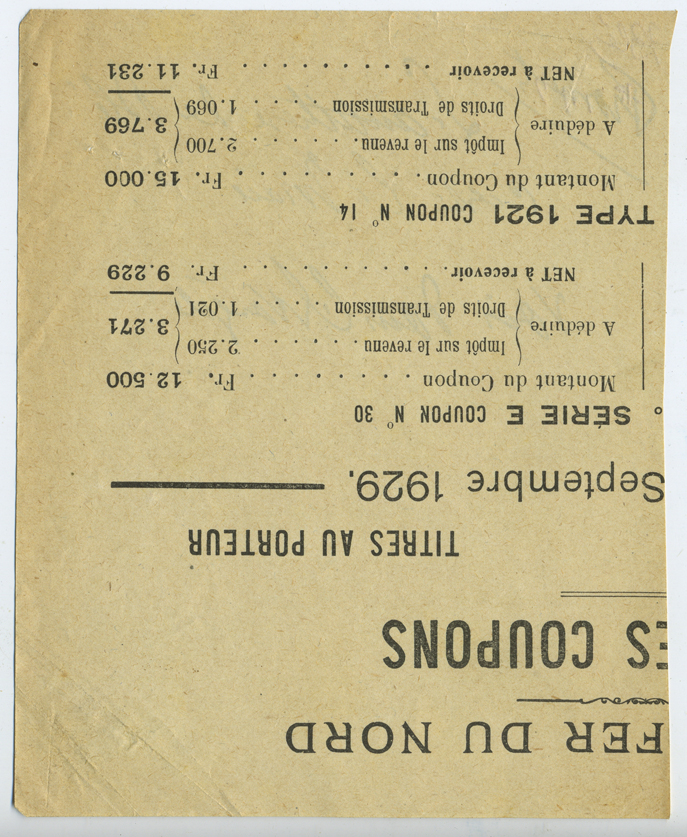 FER DU NORD
ES COUPONS
TITRES AU PORTEUR
Septembre 1929.
° SÉRIE E COUPON N° 30
Montant du Coupon . . . . . . . . Fr. 12.500
A déduire { Impôt sur le revenu . . . . . . 2.250 } 3.271
Droits de Transmission . . . . 1.021
NET à recevoir . . . . . . . . . . Fr. 9.229
TYPE 1921 COUPON N° 14
Montant du Coupon . . . . . . . . Fr. 15.000
A déduire { Impôt sur le revenu . . . . . . 2.700 } 3.769
Droits de Transmission . . . . 1.069
NET à recevoir . . . . . . . . . . Fr. 11.231